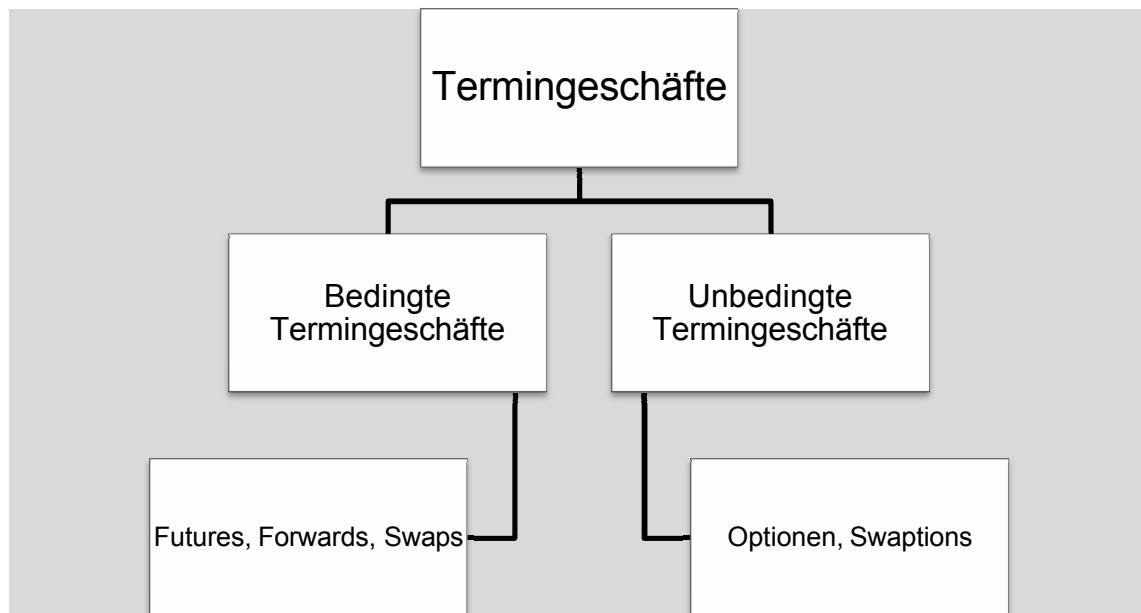 Termingeschäfte
Bedingte
Termingeschäfte
Unbedingte
Termingeschäfte
Futures, Forwards, Swaps
Optionen, Swaptions